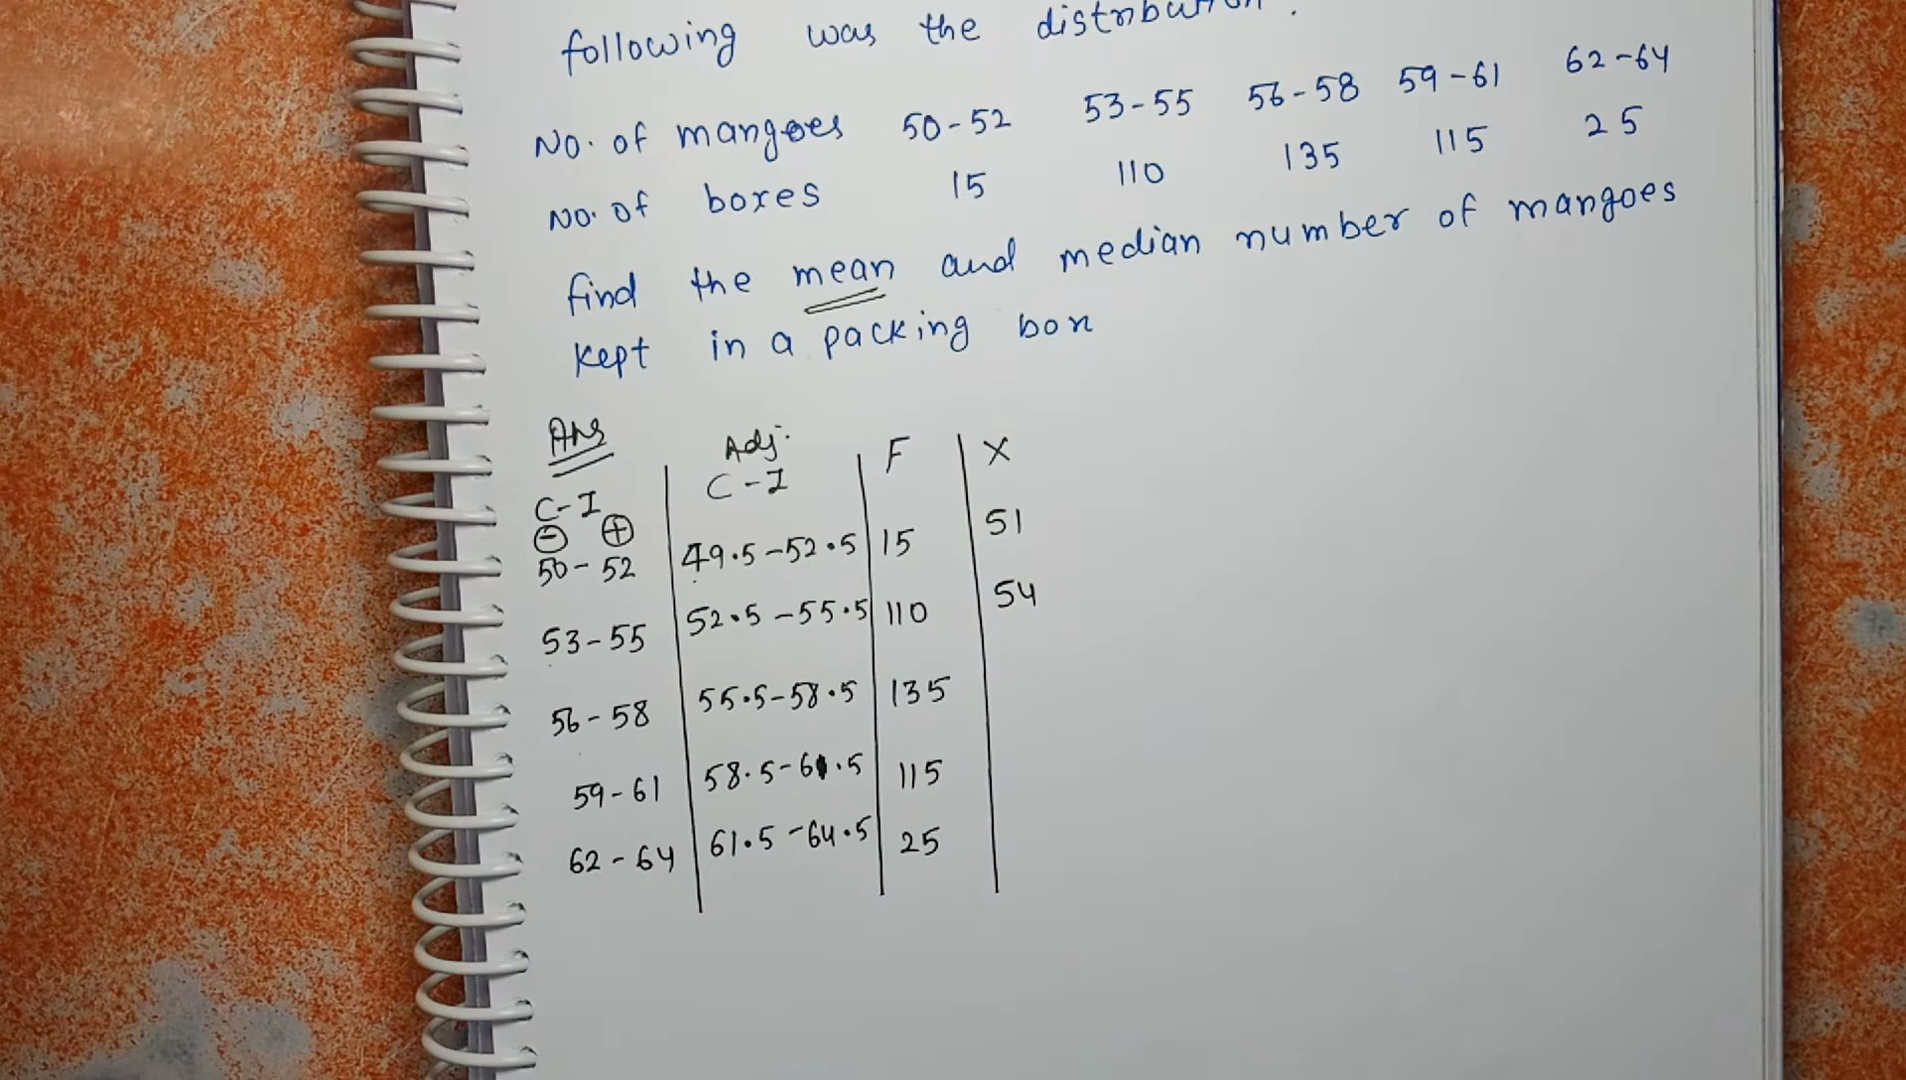 following was the distribution.
No. of mangoes 50-52 53-55 56-58 59-61 62-64
No. of boxes 15 110 135 115 25
find the mean and median number of mangoes
kept in a packing box
Ans
C-I Adj. C-I F X
⊖ ⊕
50-52 49.5-52.5 15 51
53-55 52.5-55.5 110 54
56-58 55.5-58.5 135
59-61 58.5-61.5 115
62-64 61.5-64.5 25